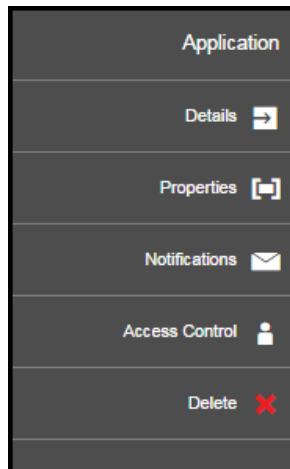 Application
Details
Properties
Notifications
Access Control
Delete